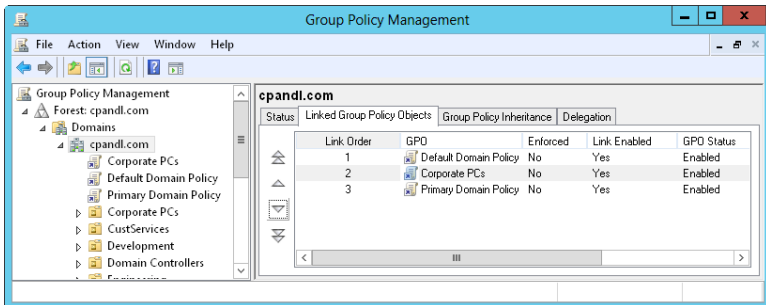 Group Policy Management
File Action View Window Help
Group Policy Management
Forest: cpandl.com
Domains
cpandl.com
Corporate PCs
Default Domain Policy
Primary Domain Policy
Corporate PCs
CustServices
Development
Domain Controllers
cpandl.com
Status Linked Group Policy Objects Group Policy Inheritance Delegation
Link Order GPO Enforced Link Enabled GPO Status
1 Default Domain Policy No Yes Enabled
2 Corporate PCs No Yes Enabled
3 Primary Domain Policy No Yes Enabled